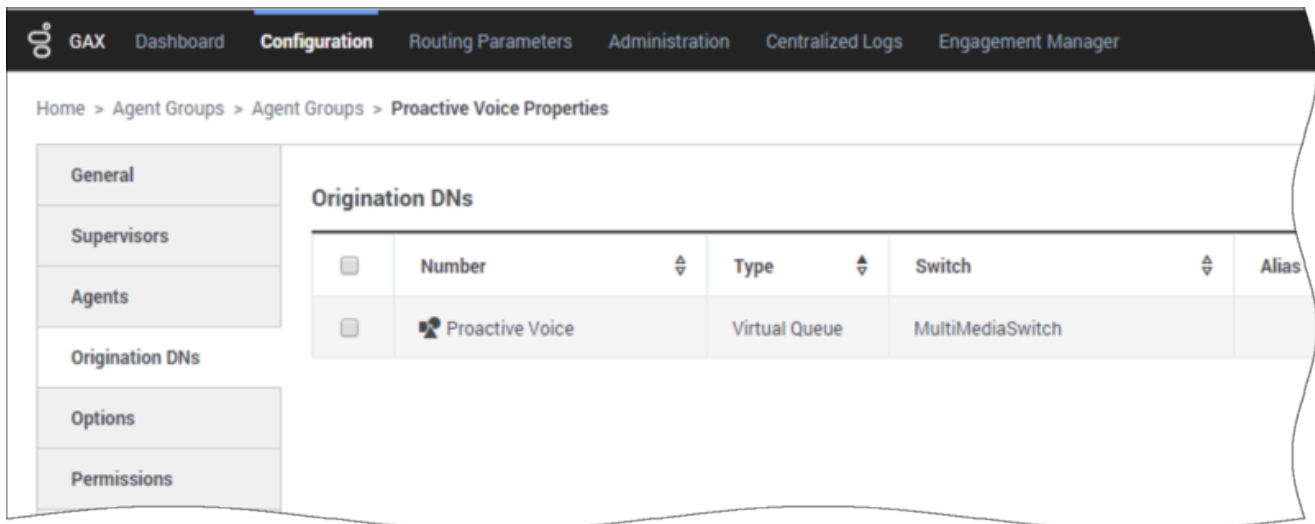 GAX Dashboard Configuration Routing Parameters Administration Centralized Logs Engagement Manager
Home > Agent Groups > Agent Groups > Proactive Voice Properties
General
Supervisors
Agents
Origination DNs
Options
Permissions
Origination DNs
Number Type Switch Alias
Proactive Voice Virtual Queue MultiMediaSwitch